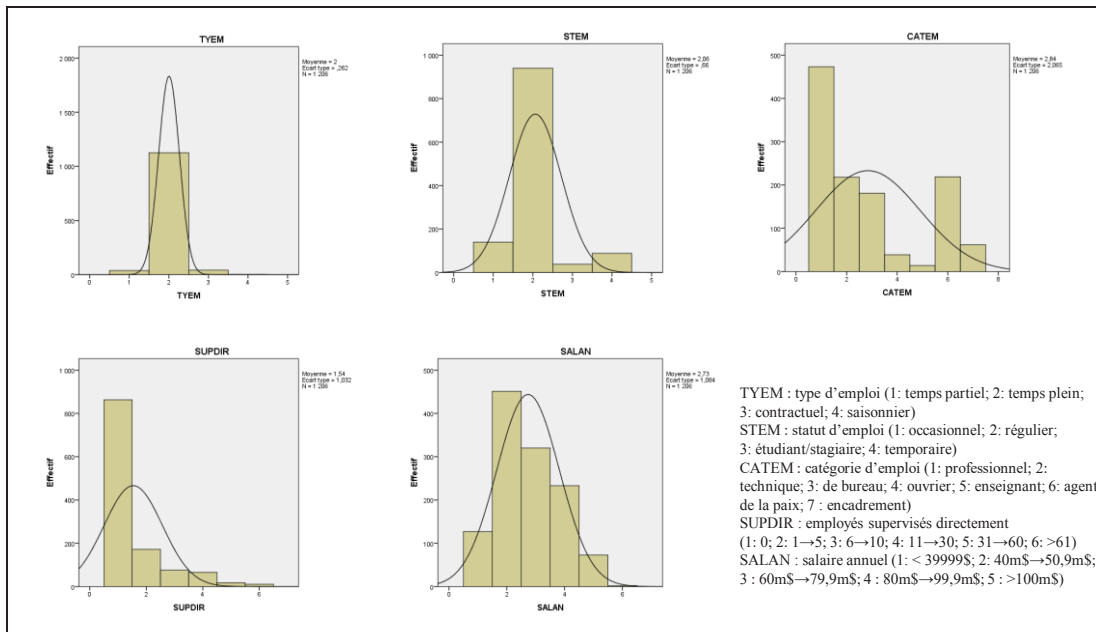 TYEM
Moyenne = 2
Ecart type = ,262
N = 1 206
2 000
1 500
1 000
500
0
Effectif
0 1 2 3 4 5
TYEM
STEM
Moyenne = 2,06
Ecart type = ,66
N = 1 206
1 000
800
600
400
200
0
Effectif
0 1 2 3 4 5
STEM
CATEM
Moyenne = 2,84
Ecart type = 2,065
N = 1 206
500
400
300
200
100
0
Effectif
0 2 4 6 8
CATEM
SUPDIR
Moyenne = 1,54
Ecart type = 1,032
N = 1 206
1 000
800
600
400
200
0
Effectif
0 2 4 6
SUPDIR
SALAN
Moyenne = 2,73
Ecart type = 1,084
N = 1 206
500
400
300
200
100
0
Effectif
0 1 2 3 4 5 6
SALAN
TYEM : type d’emploi (1: temps partiel; 2: temps plein;
3: contractuel; 4: saisonnier)
STEM : statut d’emploi (1: occasionnel; 2: régulier;
3: étudiant/stagiaire; 4: temporaire)
CATEM : catégorie d’emploi (1: professionnel; 2:
technique; 3: de bureau; 4: ouvrier; 5: enseignant; 6: agent
de la paix; 7 : encadrement)
SUPDIR : employés supervisés directement
(1: 0; 2: 1→5; 3: 6→10; 4: 11→30; 5: 31→60; 6: >61)
SALAN : salaire annuel (1: < 39999$; 2: 40m$→50,9m$;
3 : 60m$→79,9m$; 4 : 80m$→99,9m$; 5 : >100m$)